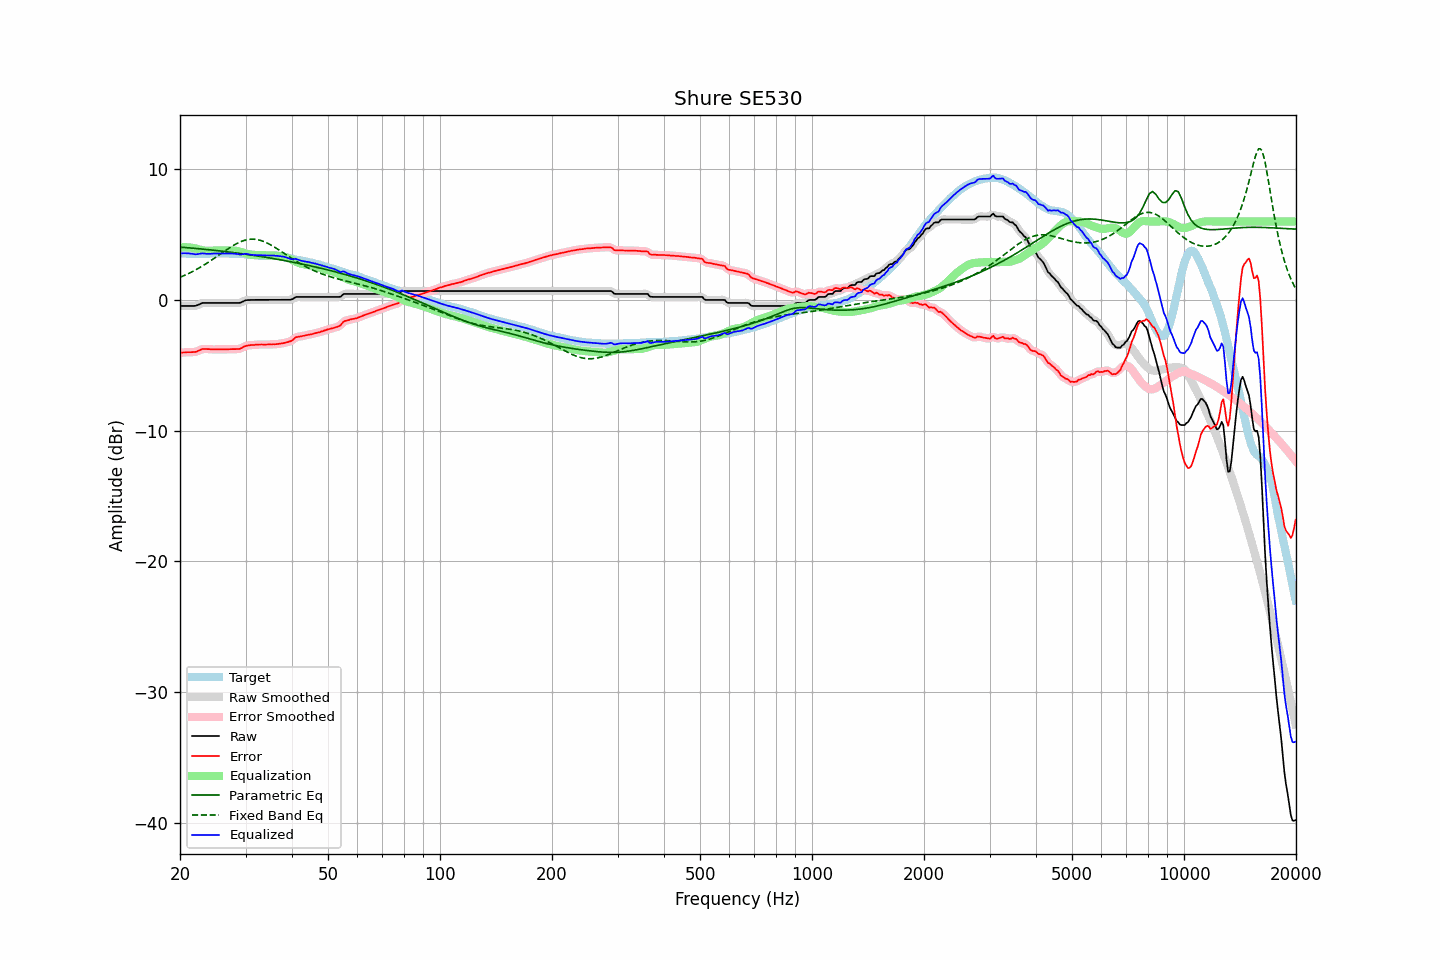 Shure SE530
10
0
−10
−20
−30
−40
Amplitude (dBr)
Target
Raw Smoothed
Error Smoothed
Raw
Error
Equalization
Parametric Eq
Fixed Band Eq
Equalized
20 50 100 200 500 1000 2000 5000 10000 20000
Frequency (Hz)